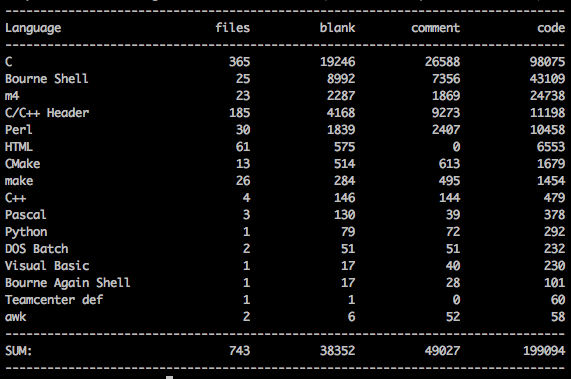 --------------------------------------------------------------------------------
Language                      files          blank        comment           code
--------------------------------------------------------------------------------
C                               365          19246          26588          98075
Bourne Shell                     25           8992           7356          43109
m4                               23           2287           1869          24738
C/C++ Header                    185           4168           9273          11198
Perl                             30           1839           2407          10458
HTML                             61            575              0           6553
CMake                            13            514            613           1679
make                             26            284            495           1454
C++                               4            146            144            479
Pascal                            3            130             39            378
Python                            1             79             72            292
DOS Batch                         2             51             51            232
Visual Basic                      1             17             40            230
Bourne Again Shell                1             17             28            101
Teamcenter def                    1              1              0             60
awk                               2              6             52             58
--------------------------------------------------------------------------------
SUM:                            743          38352          49027         199094
--------------------------------------------------------------------------------